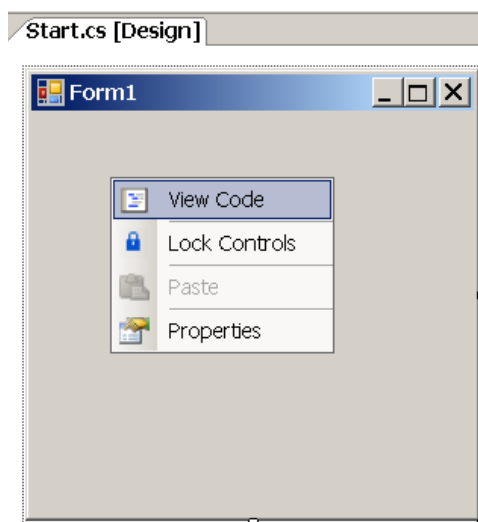 Start.cs [Design]
Form1
View Code
Lock Controls
Paste
Properties